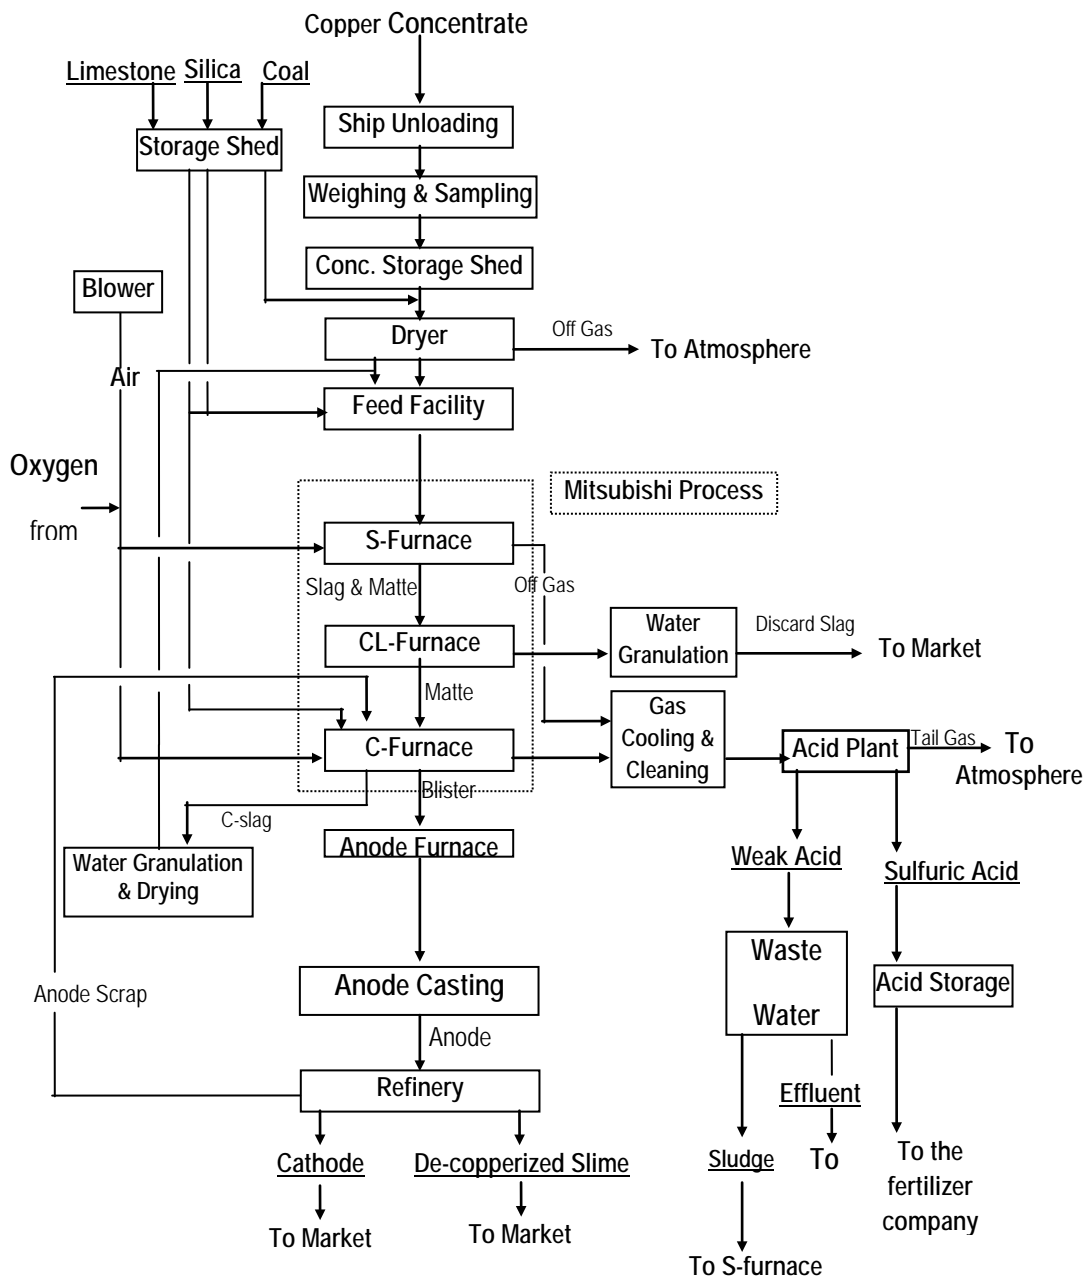 Copper Concentrate
Limestone
Silica
Coal
Ship Unloading
Storage Shed
Weighing & Sampling
Conc. Storage Shed
Blower
Dryer
Off Gas
To Atmosphere
Air
Feed Facility
Oxygen
from
Mitsubishi Process
S-Furnace
Slag & Matte
Off Gas
CL-Furnace
Water
Granulation
Discard Slag
To Market
Matte
C-Furnace
Gas
Cooling &
Cleaning
Acid Plant
Tail Gas
To
Atmosphere
Blister
C-slag
Anode Furnace
Water Granulation
& Drying
Weak Acid
Sulfuric Acid
Waste
Water
Acid Storage
Anode Casting
Anode Scrap
Anode
Refinery
Effluent
Cathode
De-copperized Slime
Sludge
To
To the
fertilizer
company
To Market
To Market
To S-furnace